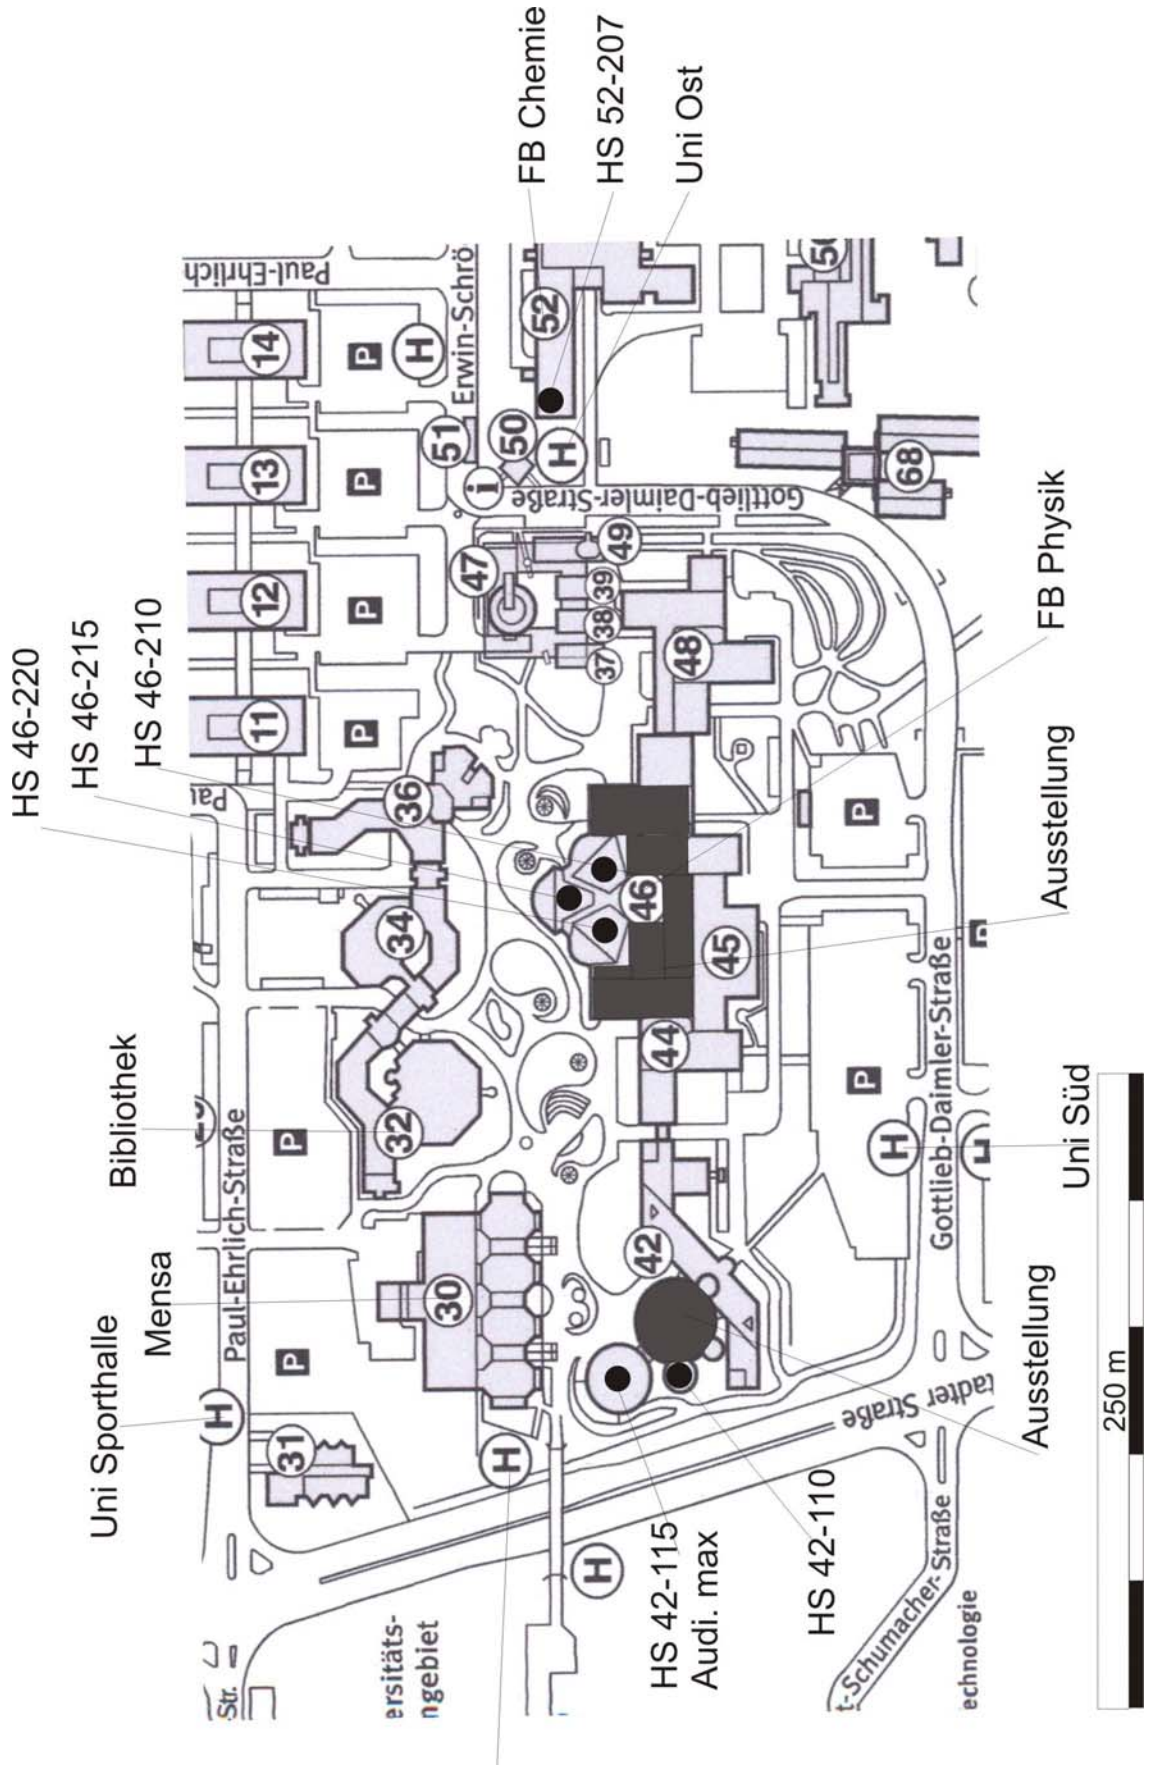 HS 46-220
HS 46-215
Bibliothek
HS 46-210
Uni Sporthalle
Mensa
Str.
Paul-Ehrlich-Straße
H
P
P
11
12
13
14
Paul-Ehrlich-
31
P
P
P
P
ersitäts-
ngebiet
30
32
34
36
H
51
Erwin-Schrö
47
i
50
H
H
Gottlieb-Daimler-Straße
H
52
FB Chemie
HS 52-207
Uni Ost
37
38
39
49
42
44
46
48
45
HS 42-115
Audi. max
HS 42-110
tadter Straße
t-Schumacher-Straße
echnologie
P
P
H
68
Gottlieb-Daimler-Straße
Ausstellung
Uni Süd
Ausstellung
FB Physik
250 m